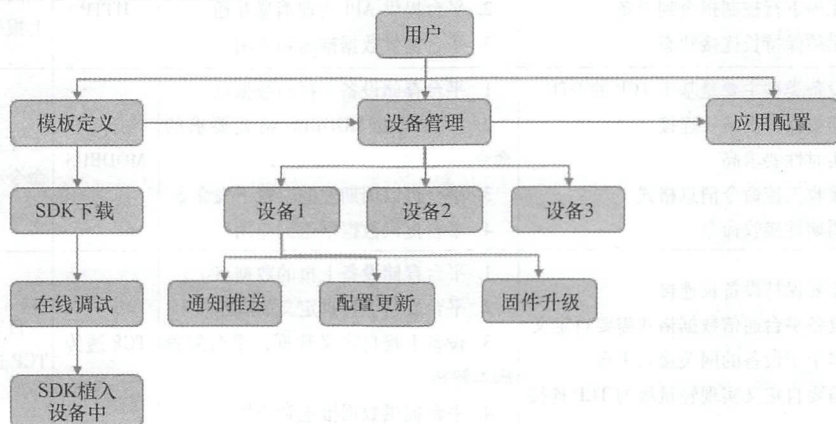 用户
模板定义
设备管理
应用配置
SDK下载
设备1
设备2
设备3
在线调试
通知推送
配置更新
固件升级
SDK植入
设备中